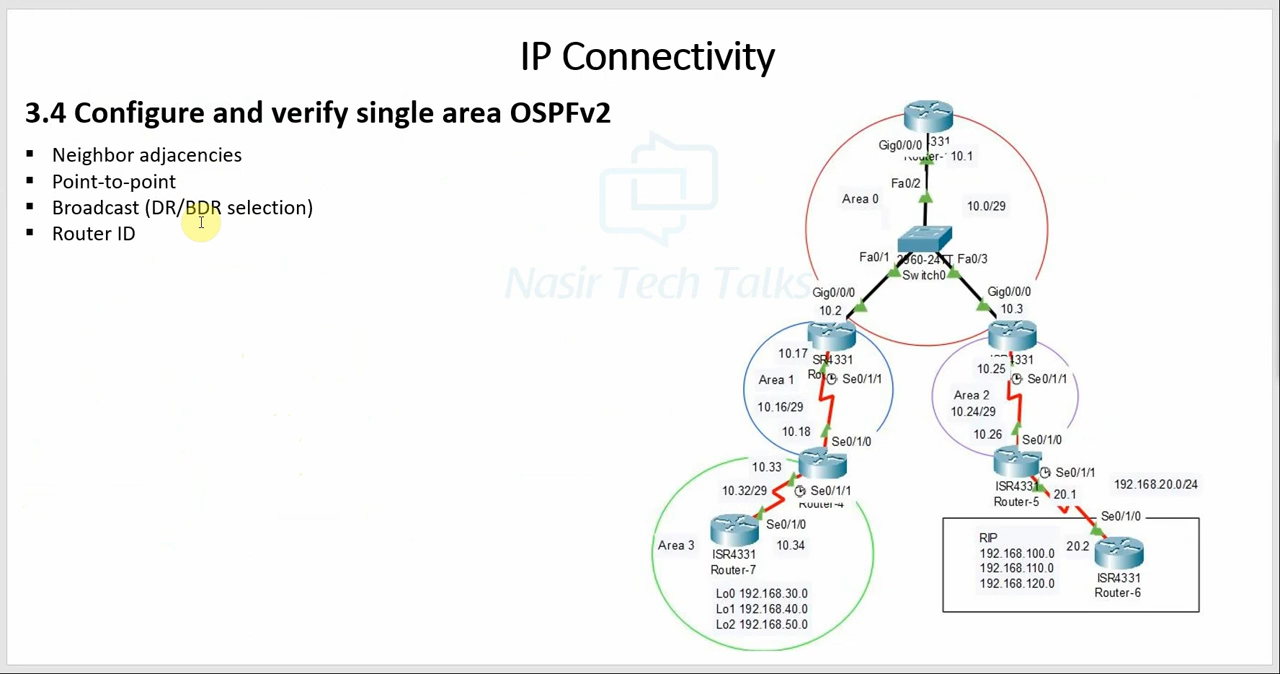 IP Connectivity
3.4 Configure and verify single area OSPFv2
▪ Neighbor adjacencies
▪ Point-to-point
▪ Broadcast (DR/BDR selection)
▪ Router ID
Nasir Tech Talks
Gig0/0/0
10.1
Fa0/2
Area 0
10.0/29
Fa0/1
Fa0/3
Switch0
Gig0/0/0
10.2
Gig0/0/0
10.3
10.17
Se0/1/1
Area 1
10.16/29
10.18
Se0/1/0
10.25
Se0/1/1
Area 2
10.24/29
10.26
Se0/1/0
10.33
10.32/29
Se0/1/1
Router-4
Se0/1/0
10.34
Area 3
ISR4331
Router-7
Lo0 192.168.30.0
Lo1 192.168.40.0
Lo2 192.168.50.0
Se0/1/1
ISR4331
Router-5
20.1
192.168.20.0/24
Se0/1/0
20.2
RIP
192.168.100.0
192.168.110.0
192.168.120.0
ISR4331
Router-6